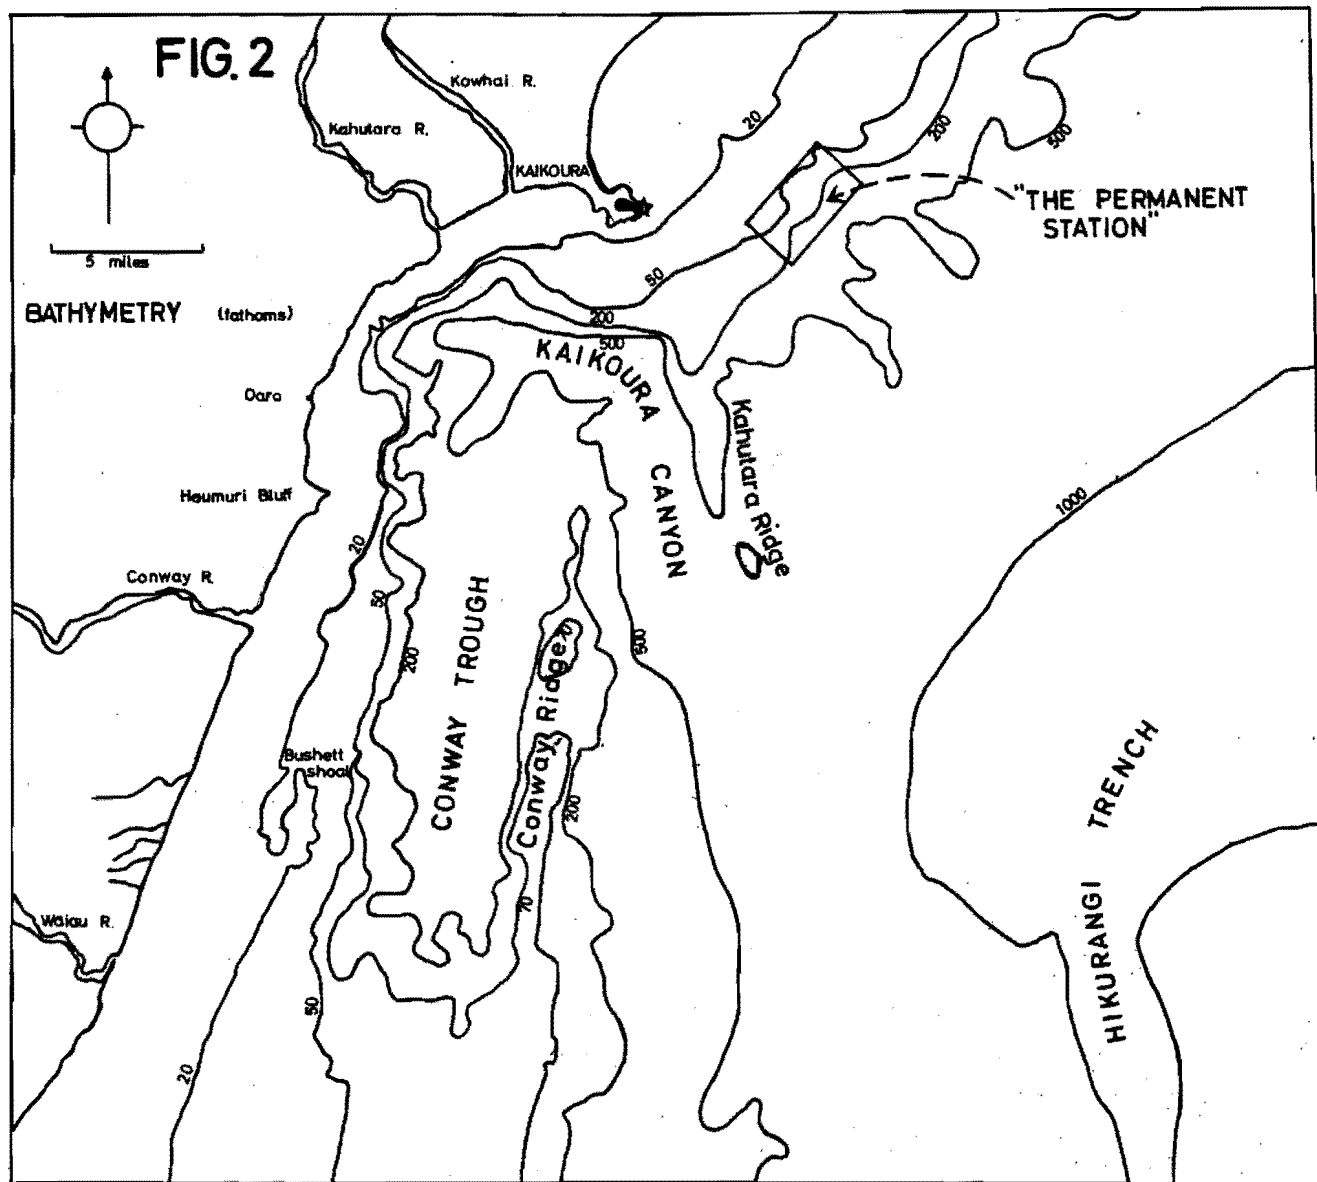 FIG. 2
Kowhai R.
Kahutara R.
KAIKOURA
20
200
500
"THE PERMANENT
STATION"
5 miles
BATHYMETRY (fathoms)
50
200
500
KAIKOURA
CANYON
Oara
Kahutara Ridge
Haumuri Bluff
1000
20
Conway R.
50
200
CONWAY TROUGH
70
500
Conway Ridge
Bushett
shoal
200
HIKURANGI TRENCH
Waiau R.
70
50
20